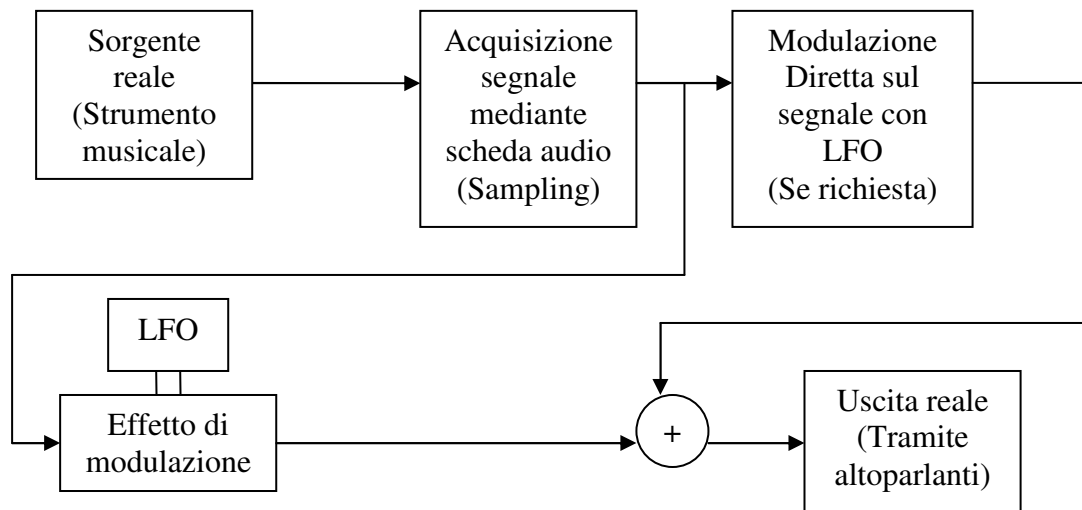 Sorgente
reale
(Strumento
musicale)
Acquisizione
segnale
mediante
scheda audio
(Sampling)
Modulazione
Diretta sul
segnale con
LFO
(Se richiesta)
LFO
Effetto di
modulazione
+
Uscita reale
(Tramite
altoparlanti)